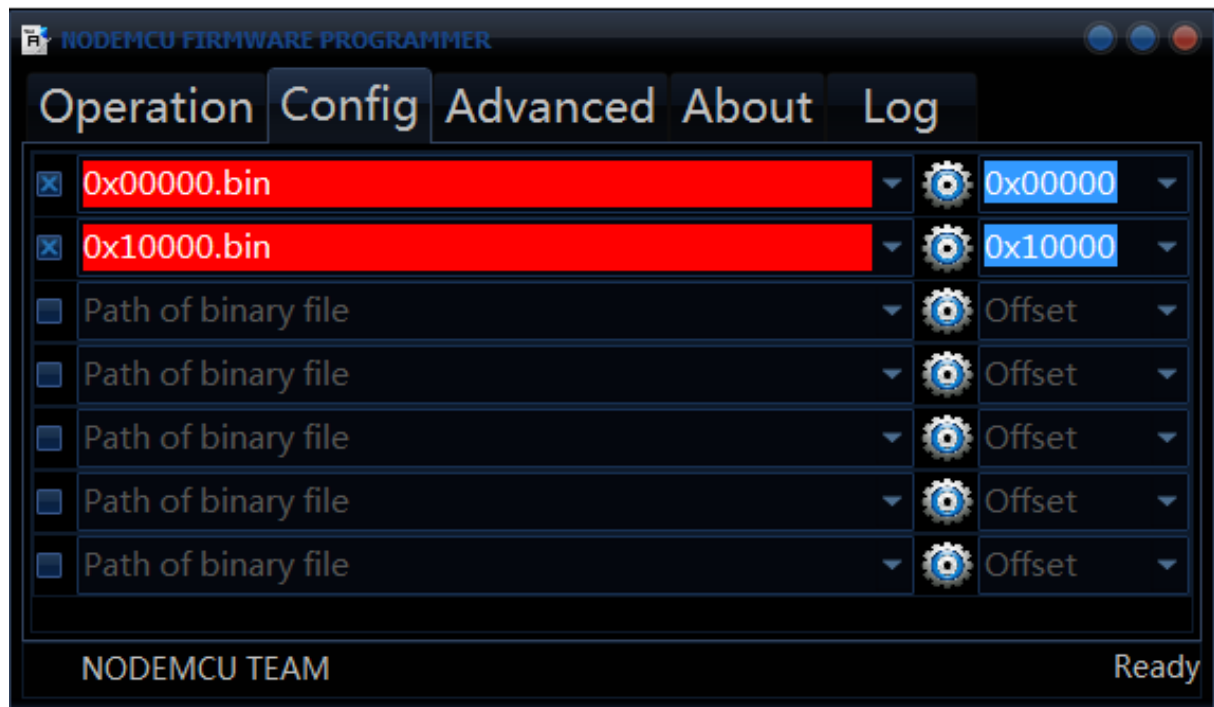 NODEMCU FIRMWARE PROGRAMMER
Operation Config Advanced About Log
0x00000.bin 0x00000
0x10000.bin 0x10000
Path of binary file Offset
Path of binary file Offset
Path of binary file Offset
Path of binary file Offset
Path of binary file Offset
NODEMCU TEAM Ready